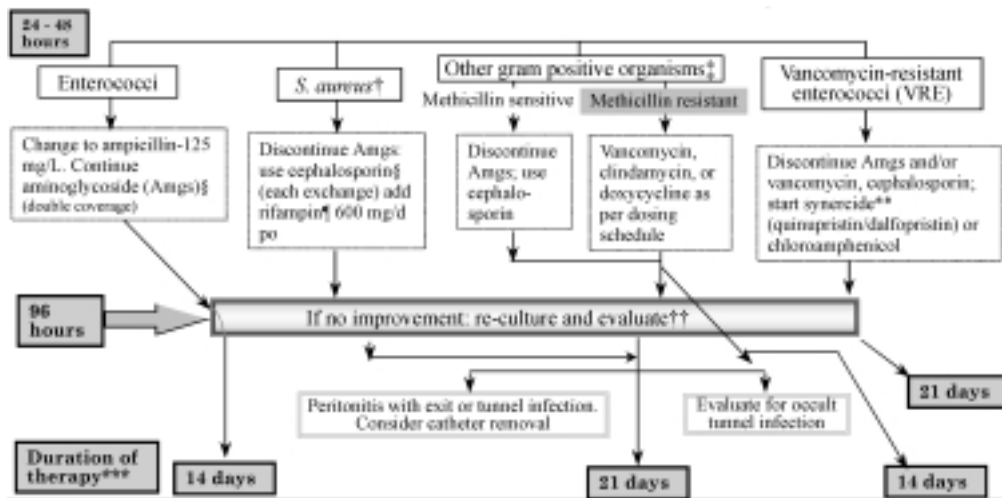 24 - 48
hours
Enterococci
S. aureus†
Other gram positive organisms‡
Methicillin sensitive
Methicillin resistant
Vancomycin-resistant
enterococci (VRE)
Change to ampicillin-125
mg/L. Continue
aminoglycoside (Amgs)§
(double coverage)
Discontinue Amgs:
use cephalosporin§
(each exchange) add
rifampin¶ 600 mg/d
po
Discontinue
Amgs; use
cephalo-
sporin
Vancomycin,
clindamycin, or
doxycycline as
per dosing
schedule
Discontinue Amgs and/or
vancomycin, cephalosporin;
start synercide**
(quinupristin/dalfopristin) or
chloroamphenicol
96
hours
If no improvement: re-culture and evaluate††
21 days
Peritonitis with exit or tunnel infection.
Consider catheter removal
Evaluate for occult
tunnel infection
Duration of
therapy***
14 days
21 days
14 days